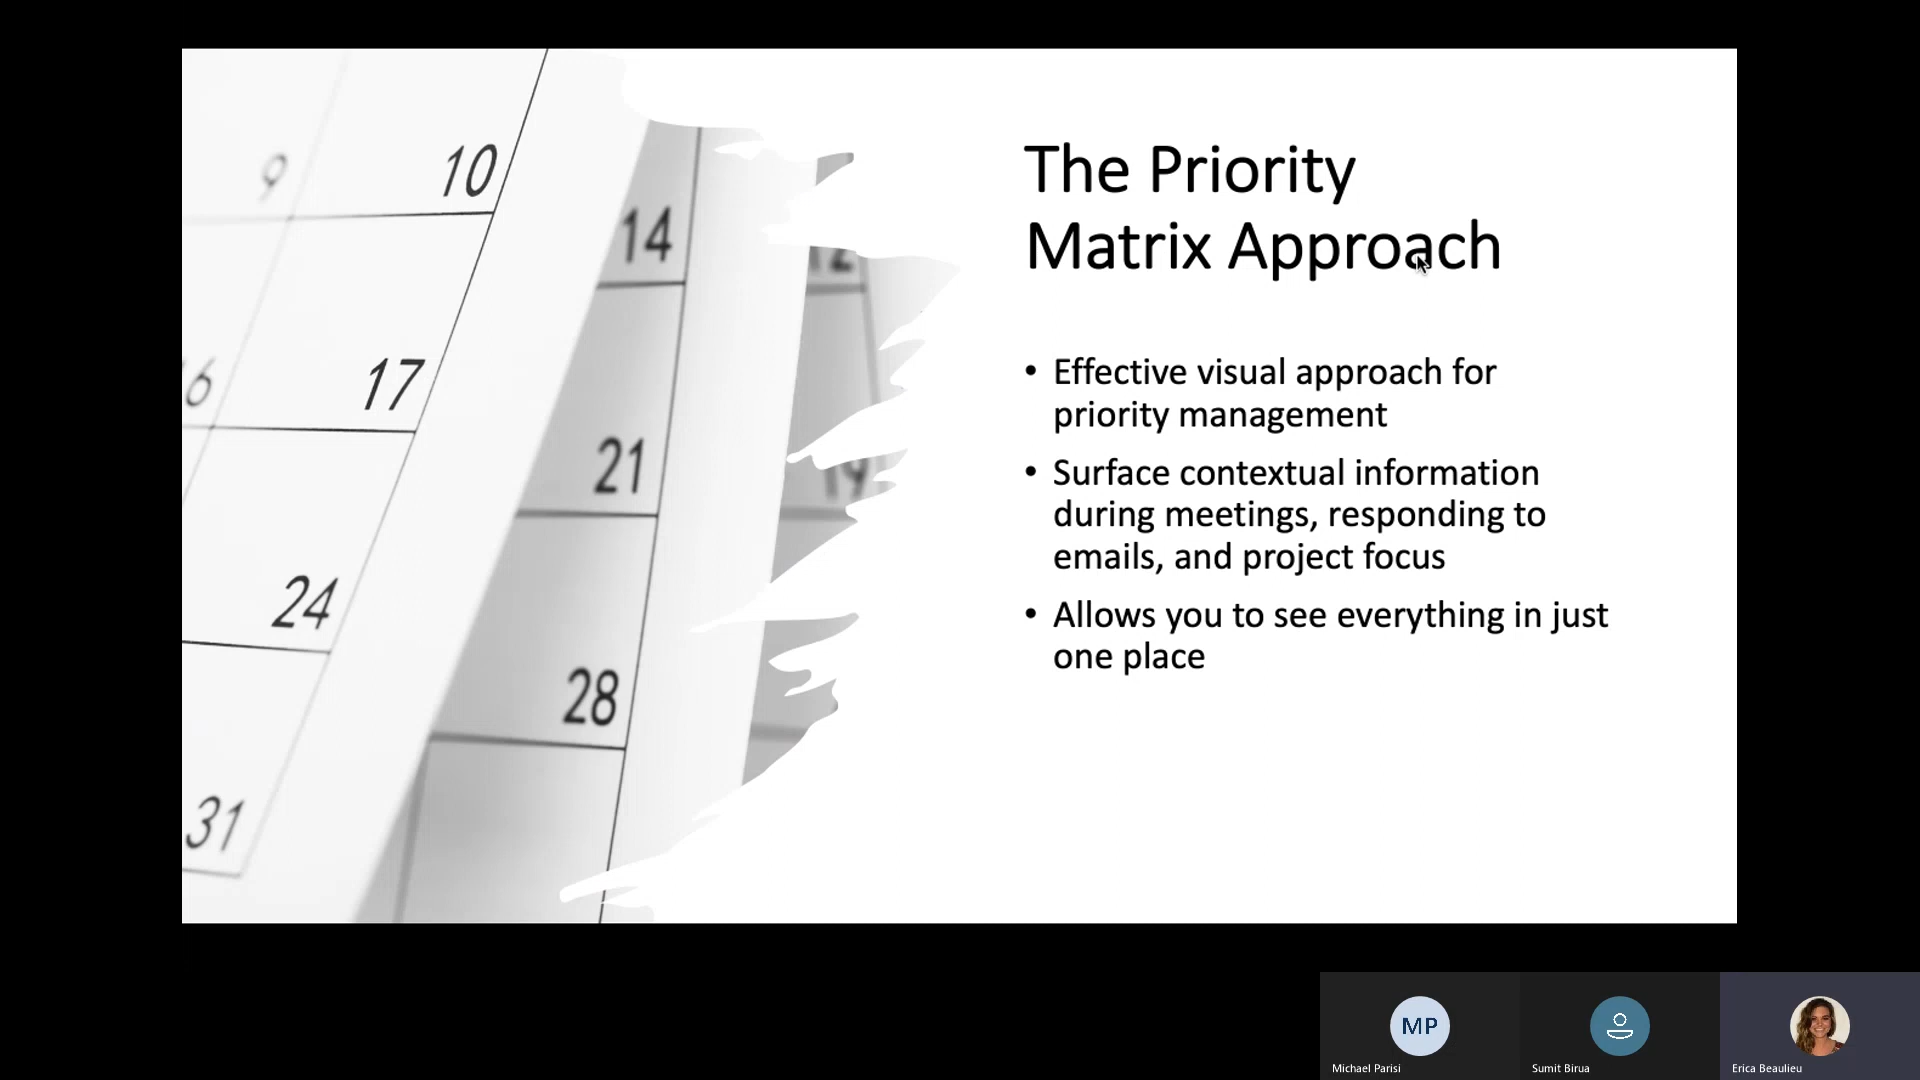 9
10
14
12
16
17
21
19
24
28
31
The Priority
Matrix Approach
• Effective visual approach for
priority management
• Surface contextual information
during meetings, responding to
emails, and project focus
• Allows you to see everything in just
one place
MP
Michael Parisi
Sumit Birua
Erica Beaulieu